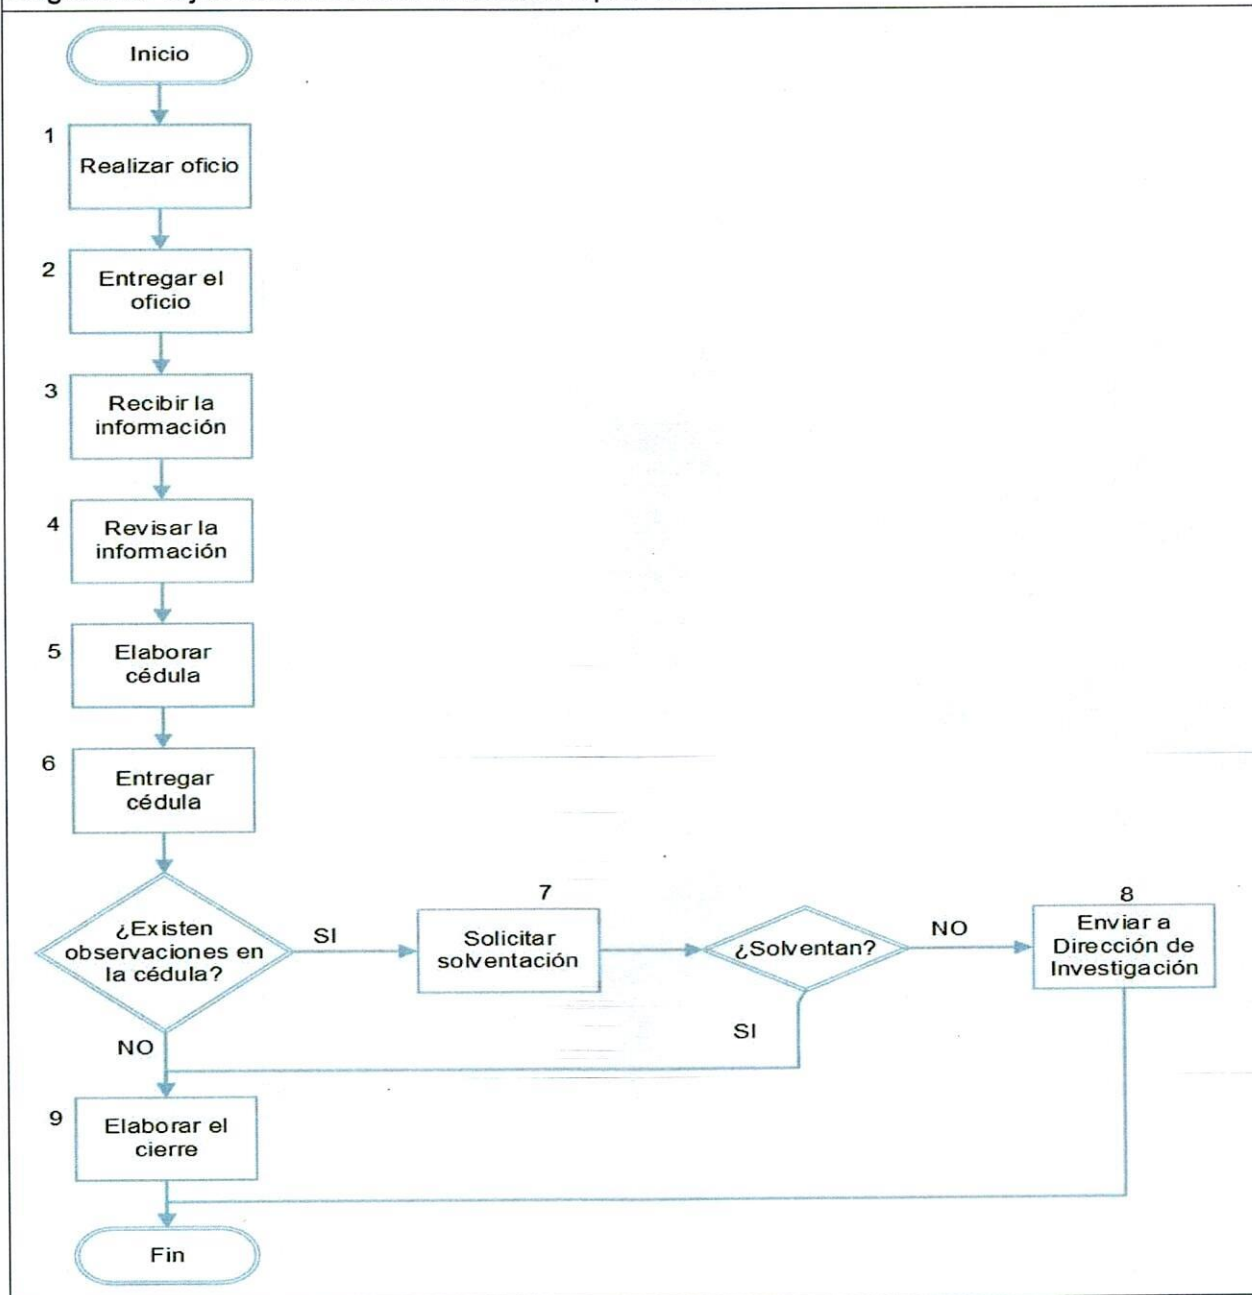 Inicio
1
Realizar oficio
2
Entregar el
oficio
3
Recibir la
información
4
Revisar la
información
5
Elaborar
cédula
6
Entregar
cédula
¿Existen
observaciones en
la cédula?
SI
7
Solicitar
solventación
¿Solventan?
NO
8
Enviar a
Dirección de
Investigación
SI
NO
9
Elaborar el
cierre
Fin